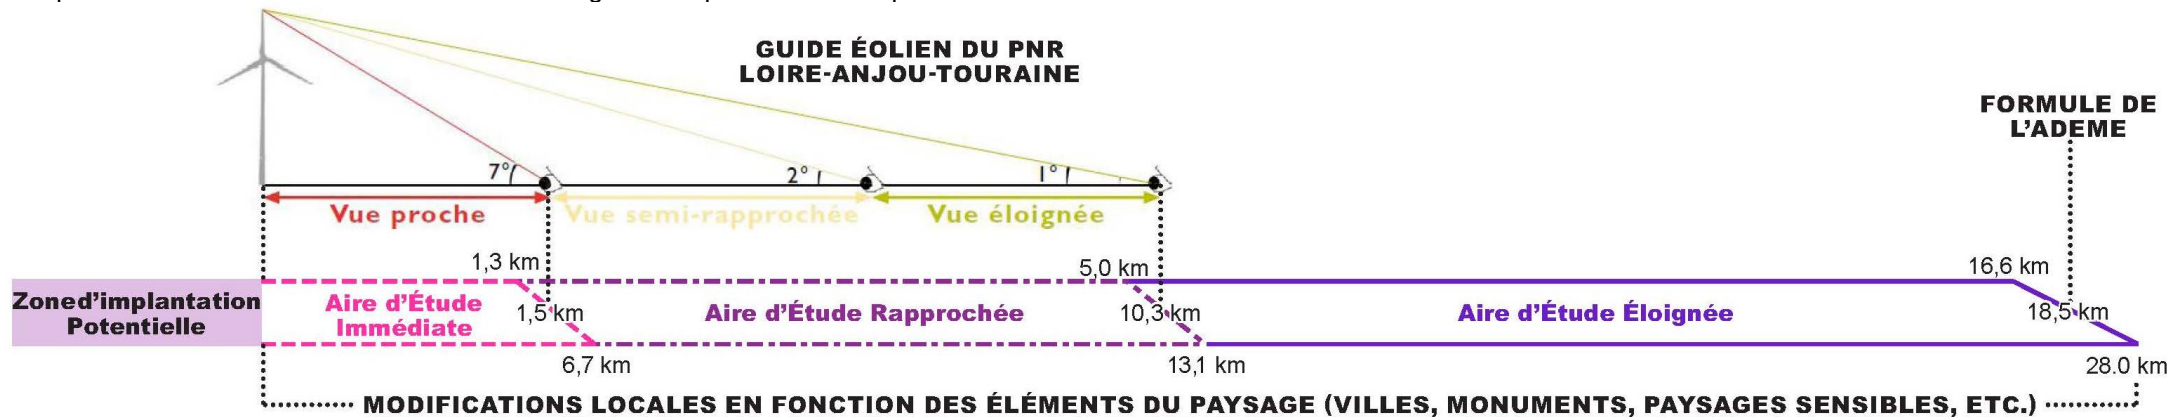 GUIDE ÉOLIEN DU PNR
LOIRE-ANJOU-TOURAINE
FORMULE DE
L'ADEME
7°
2°
1°
Vue proche
Vue semi-rapprochée
Vue éloignée
1,3 km
5,0 km
16,6 km
Zone d'implantation
Potentielle
Aire d'Étude
Immédiate
1,5 km
Aire d'Étude Rapprochée
10,3 km
Aire d'Étude Éloignée
18,5 km
6,7 km
13,1 km
28.0 km
MODIFICATIONS LOCALES EN FONCTION DES ÉLÉMENTS DU PAYSAGE (VILLES, MONUMENTS, PAYSAGES SENSIBLES, ETC.)